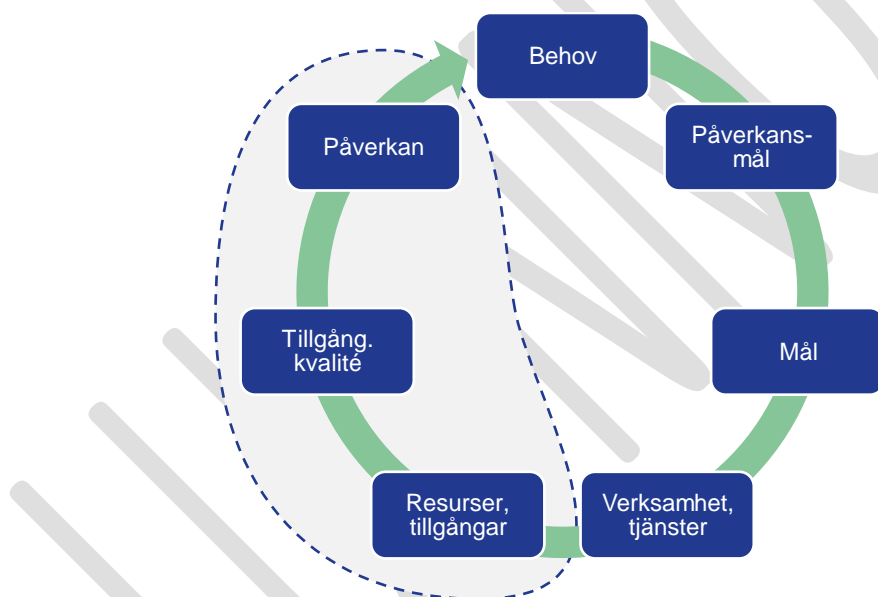 Behov
Påverkans-
mål
Mål
Verksamhet,
tjänster
Resurser,
tillgångar
Tillgång.
kvalité
Påverkan